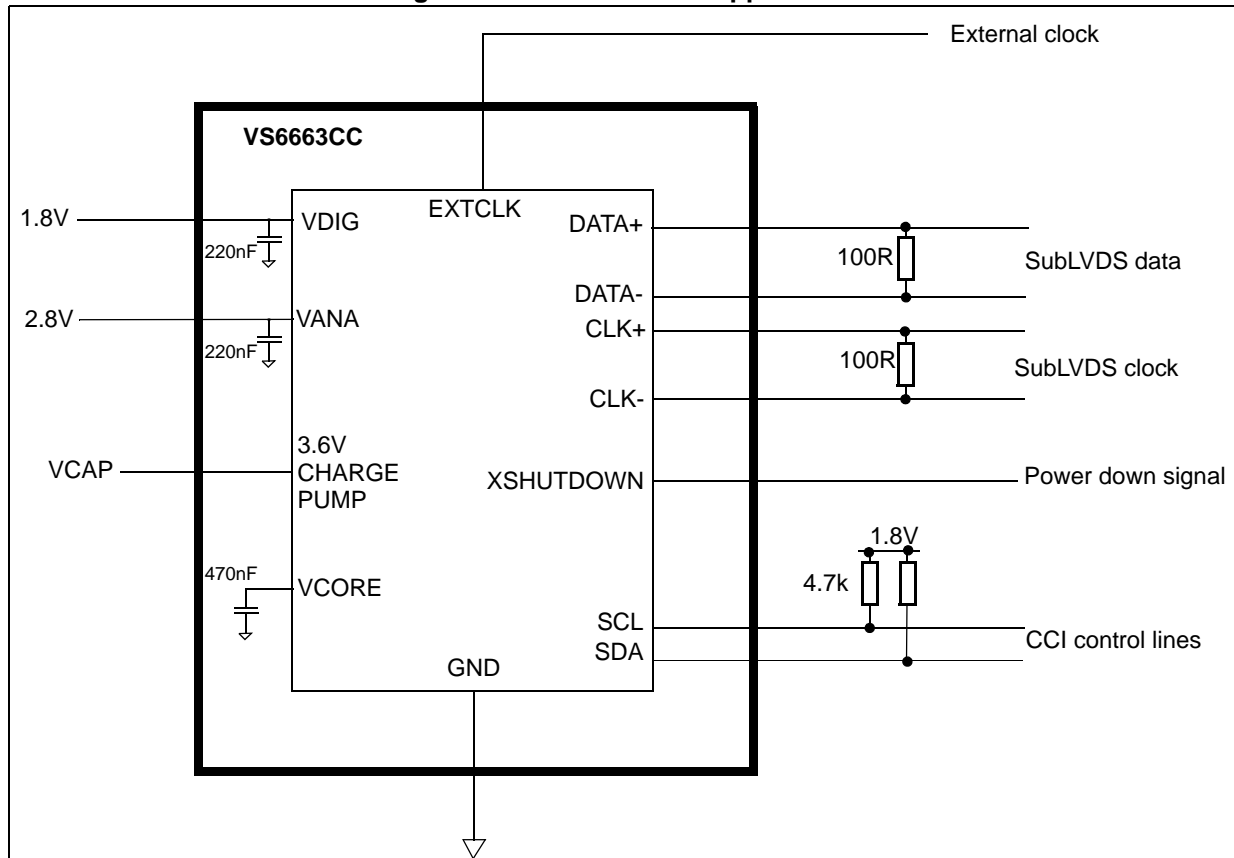 External clock
VS6663CC
1.8V
VDIG
EXTCLK
DATA+
220nF
100R
SubLVDS data
DATA-
2.8V
VANA
CLK+
220nF
100R
SubLVDS clock
CLK-
3.6V
CHARGE
PUMP
VCAP
XSHUTDOWN
Power down signal
1.8V
470nF
VCORE
4.7k
SCL
SDA
CCI control lines
GND